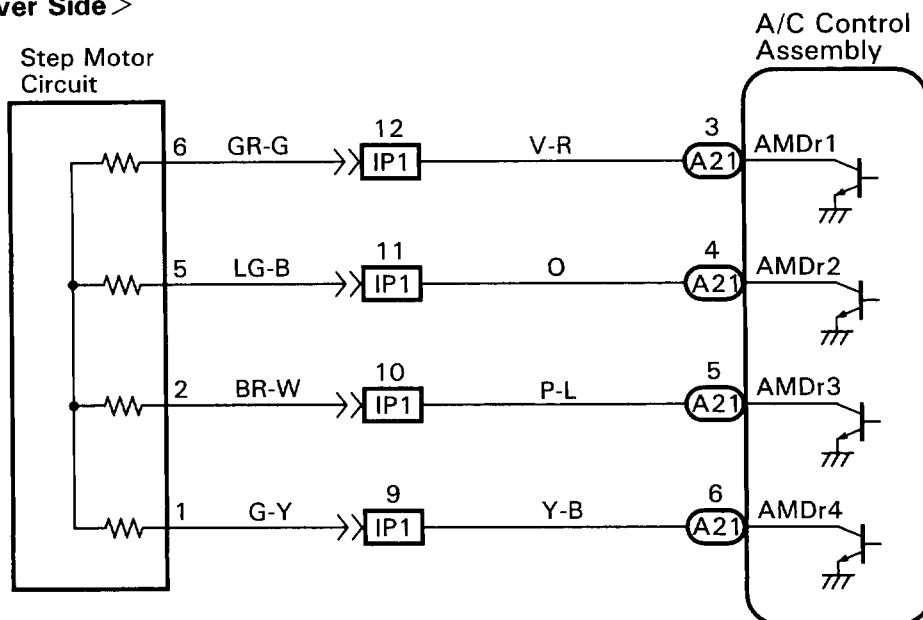 ver Side>
A/C Control
Assembly
Step Motor
Circuit
6 GR-G 12 IP1 V-R 3 A21 AMDr1
5 LG-B 11 IP1 O 4 A21 AMDr2
2 BR-W 10 IP1 P-L 5 A21 AMDr3
1 G-Y 9 IP1 Y-B 6 A21 AMDr4